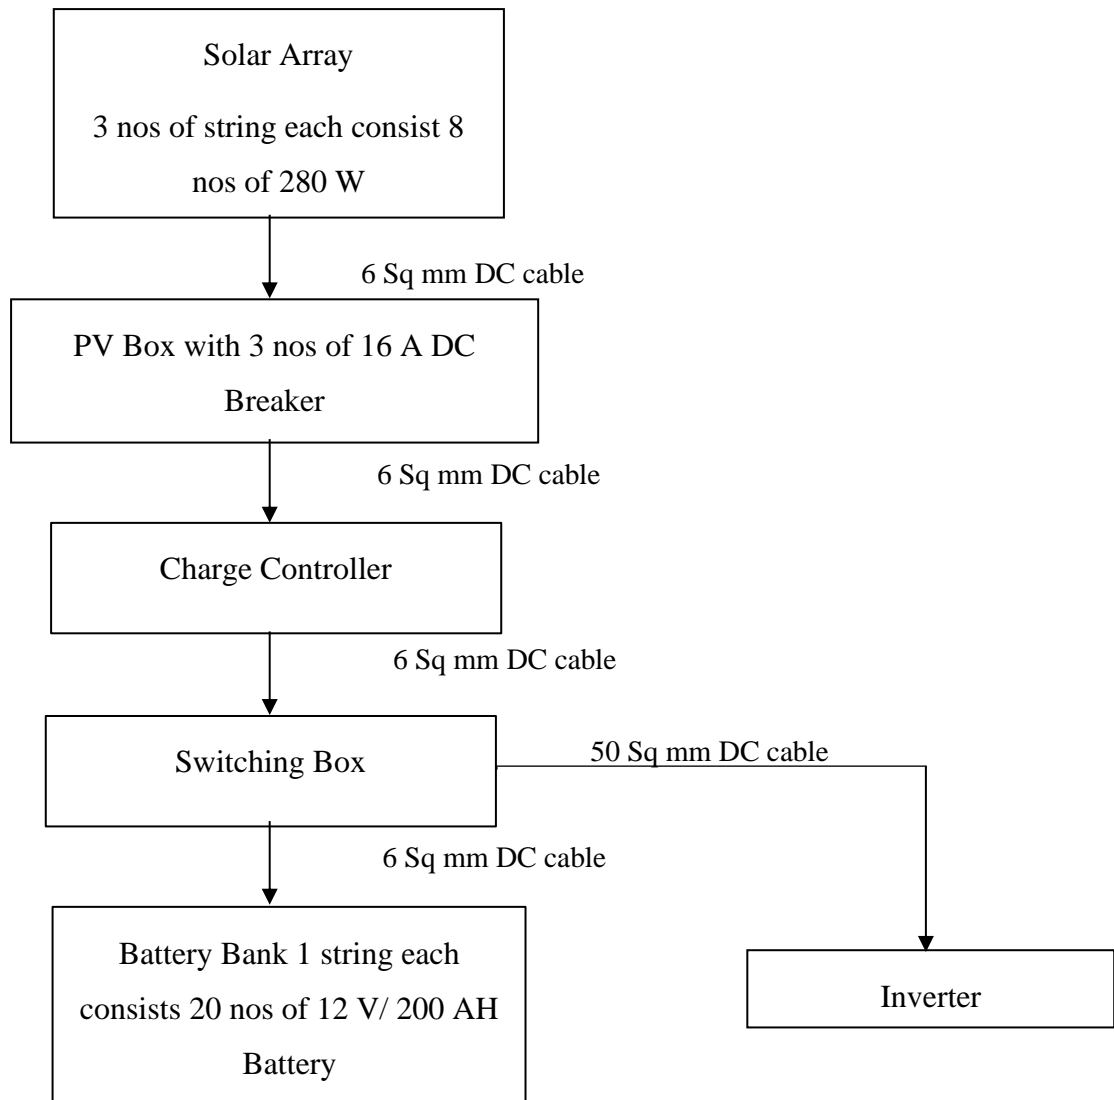 Solar Array
3 nos of string each consist 8
nos of 280 W
6 Sq mm DC cable
PV Box with 3 nos of 16 A DC
Breaker
6 Sq mm DC cable
Charge Controller
6 Sq mm DC cable
Switching Box
50 Sq mm DC cable
6 Sq mm DC cable
Battery Bank 1 string each
consists 20 nos of 12 V/ 200 AH
Battery
Inverter